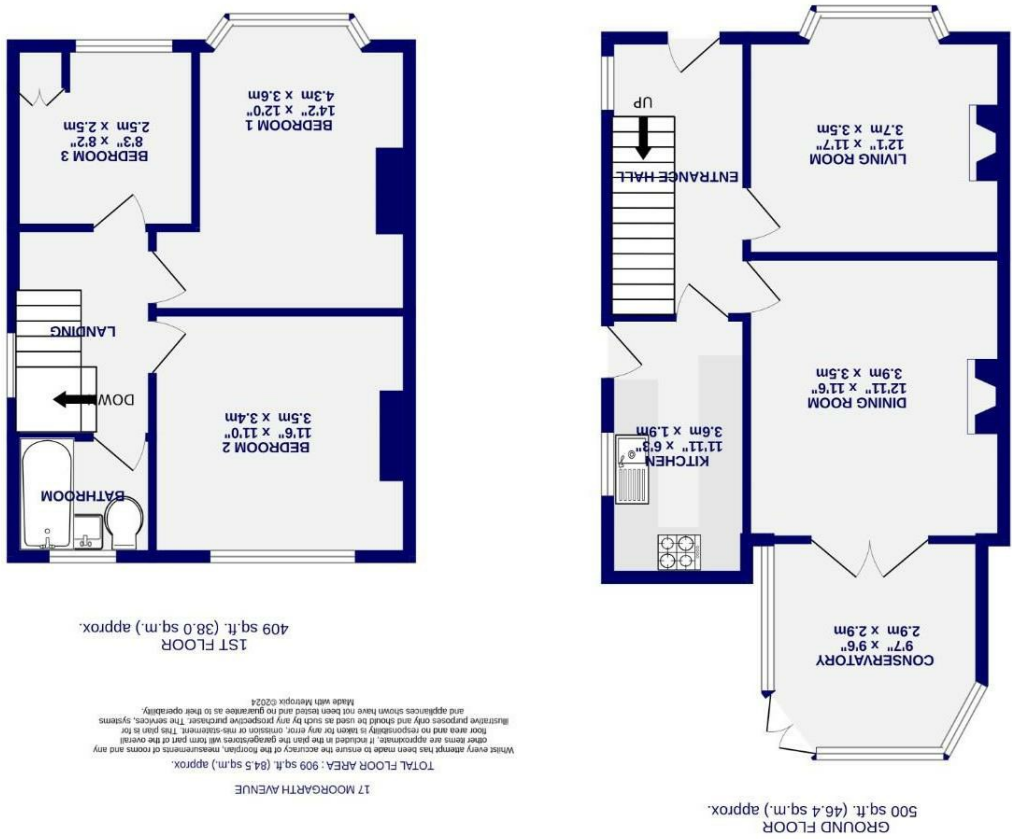 GROUND FLOOR
500 sq.ft. (46.4 sq.m.) approx.
CONSERVATORY
9'7" x 9'6"
2.9m x 2.9m
DINING ROOM
12'11" x 11'6"
3.9m x 3.5m
KITCHEN
11'11" x 6'3"
3.6m x 1.9m
ENTRANCE HALL
LIVING ROOM
12'1" x 11'7"
3.7m x 3.5m
UP
17 MOORGARTH AVENUE
TOTAL FLOOR AREA : 909 sq.ft. (84.5 sq.m.) approx.
Whilst every attempt has been made to ensure the accuracy of the floorplan, measurements of rooms and any
other items are approximate, if included in the plan the garage/stores will form part of the overall
floor area and no responsibility is taken for any error, omission or mis-statement. This plan is for
illustrative purposes only and should be used as such by any prospective purchaser. The services, systems
and appliances shown have not been tested and no guarantee as to their operability.
Made with Metropix ©2024
1ST FLOOR
409 sq.ft. (38.0 sq.m.) approx.
BATHROOM
BEDROOM 2
11'6" x 11'0"
3.5m x 3.4m
DOWN
LANDING
BEDROOM 3
8'3" x 8'2"
2.5m x 2.5m
BEDROOM 1
14'2" x 12'0"
4.3m x 3.6m